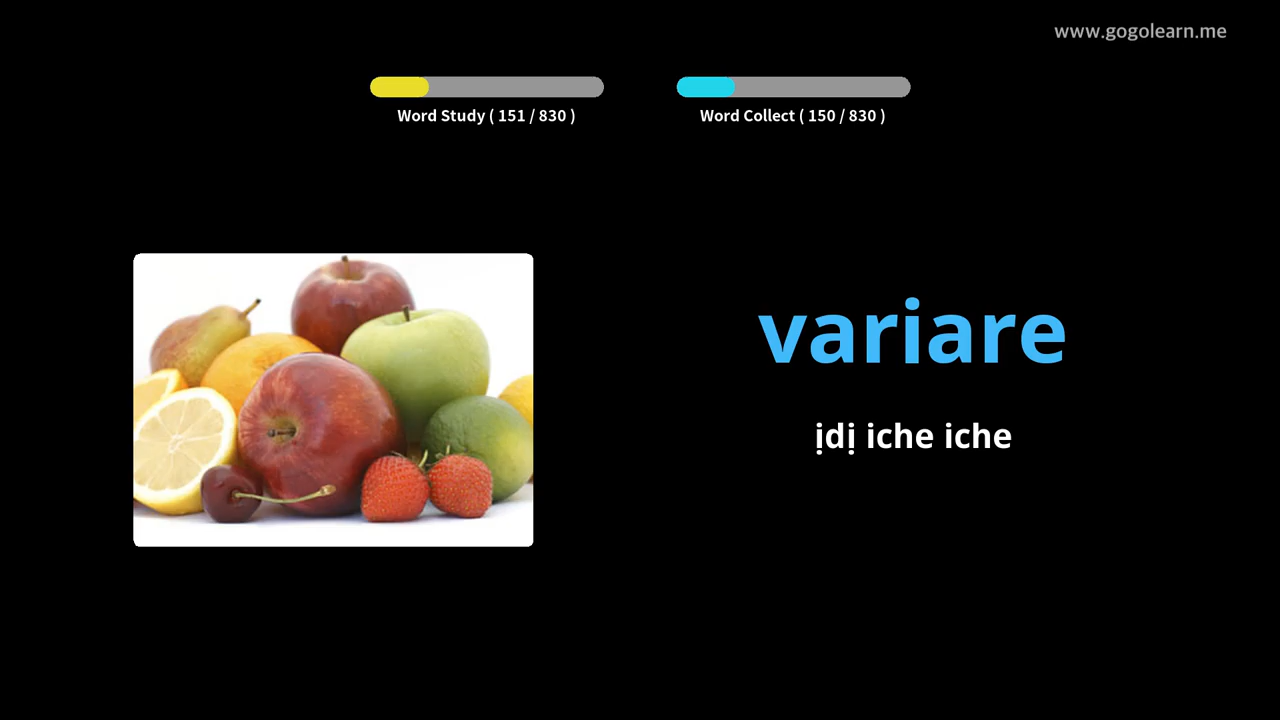 www.gogolearn.me
Word Study ( 151 / 830 )
Word Collect ( 150 / 830 )
variare
ịdị iche iche